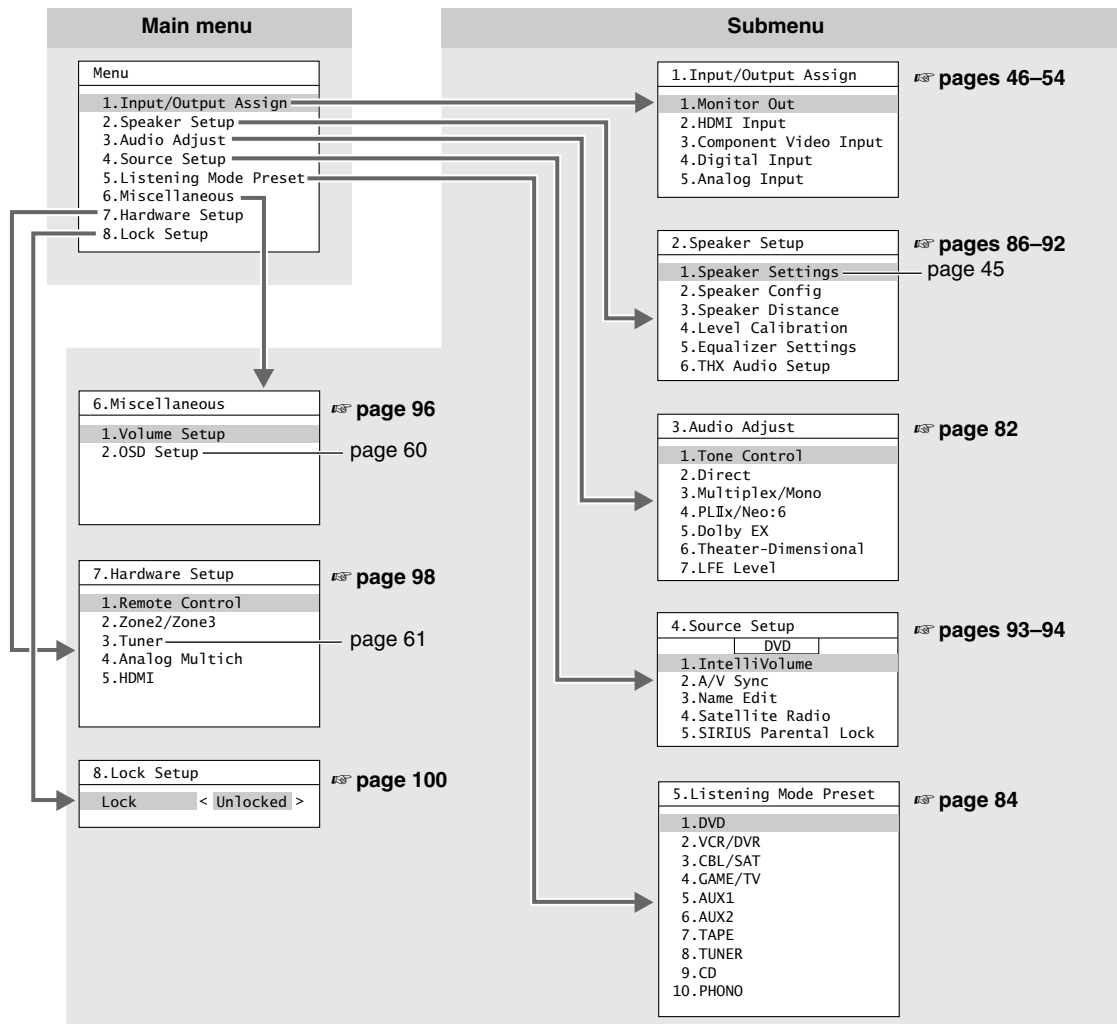 Main menu
Submenu
Menu
1.Input/Output Assign
2.Speaker Setup
3.Audio Adjust
4.Source Setup
5.Listening Mode Preset
6.Miscellaneous
7.Hardware Setup
8.Lock Setup
1.Input/Output Assign
☞ pages 46–54
1.Monitor Out
2.HDMI Input
3.Component Video Input
4.Digital Input
5.Analog Input
2.Speaker Setup
☞ pages 86–92
1.Speaker Settings
page 45
2.Speaker Config
3.Speaker Distance
4.Level Calibration
5.Equalizer Settings
6.THX Audio Setup
3.Audio Adjust
☞ page 82
1.Tone Control
2.Direct
3.Multiplex/Mono
4.PLⅡx/Neo:6
5.Dolby EX
6.Theater-Dimensional
7.LFE Level
4.Source Setup
☞ pages 93–94
DVD
1.IntelliVolume
2.A/V Sync
3.Name Edit
4.Satellite Radio
5.SIRIUS Parental Lock
5.Listening Mode Preset
☞ page 84
1.DVD
2.VCR/DVR
3.CBL/SAT
4.GAME/TV
5.AUX1
6.AUX2
7.TAPE
8.TUNER
9.CD
10.PHONO
6.Miscellaneous
☞ page 96
1.Volume Setup
2.OSD Setup
page 60
7.Hardware Setup
☞ page 98
1.Remote Control
2.Zone2/Zone3
3.Tuner
page 61
4.Analog Multich
5.HDMI
8.Lock Setup
☞ page 100
Lock < Unlocked >